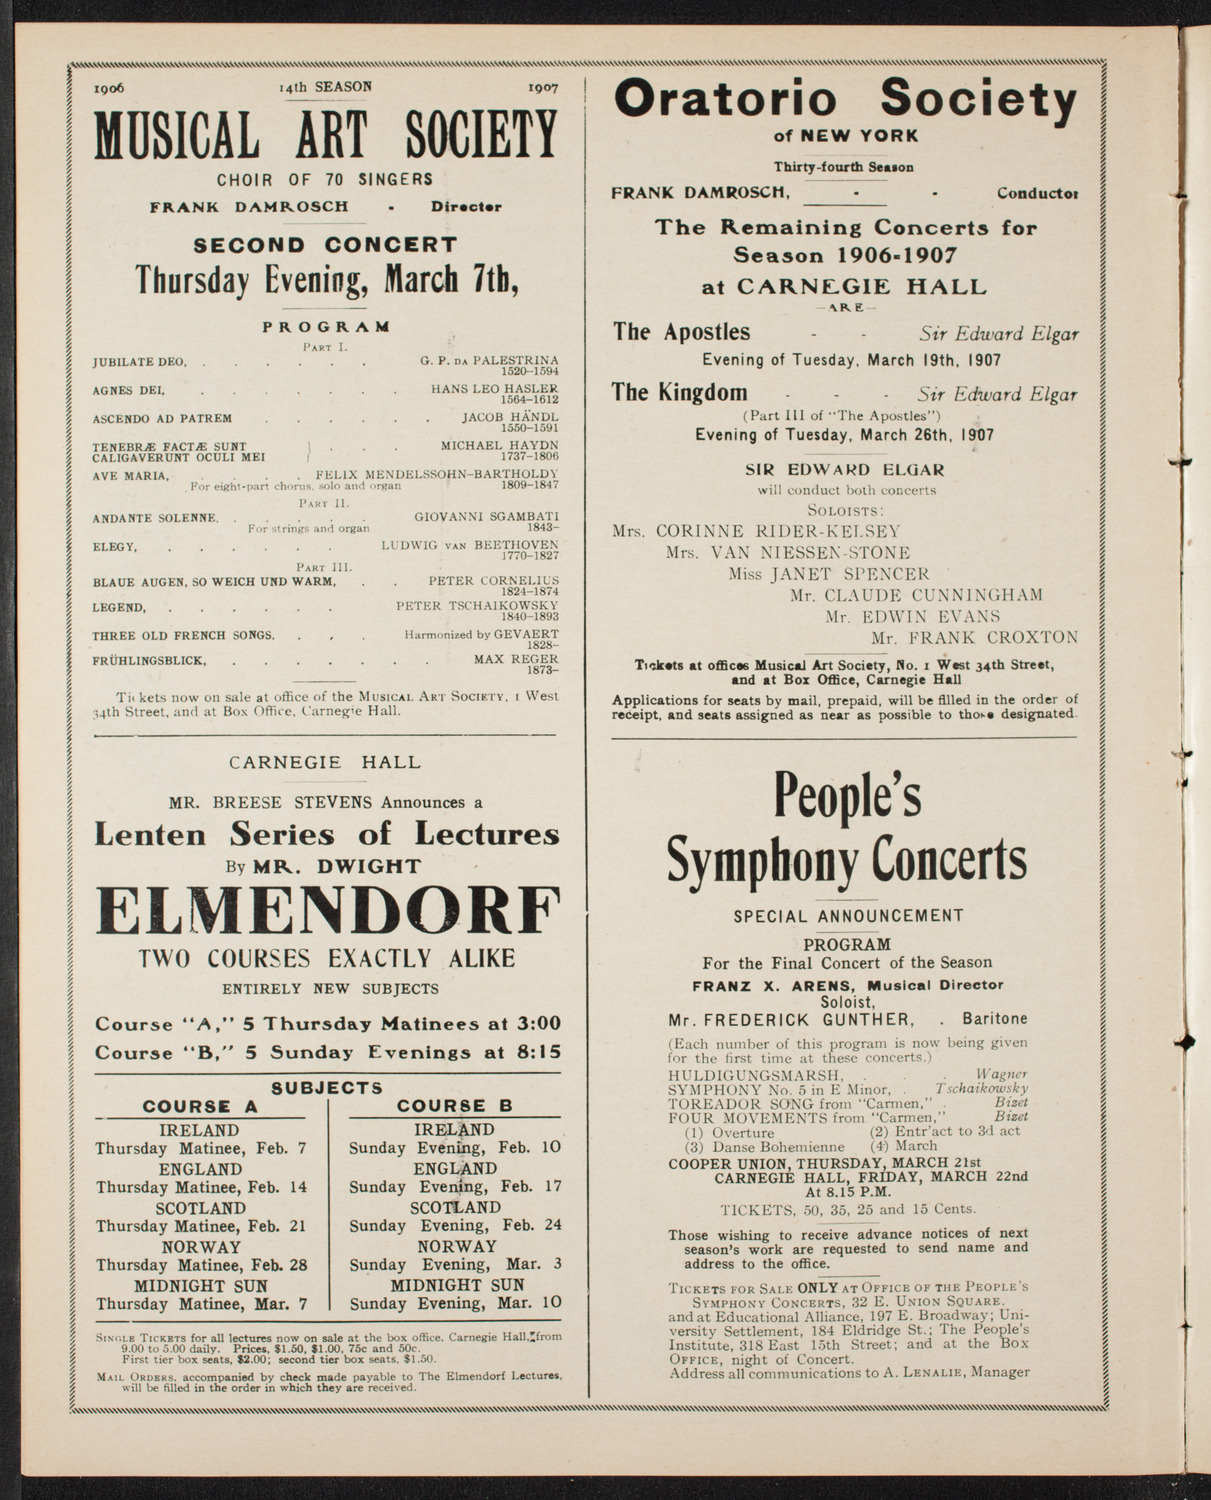 1906 14th SEASON 1907
MUSICAL ART SOCIETY
CHOIR OF 70 SINGERS
FRANK DAMROSCH - Director
SECOND CONCERT
Thursday Evening, March 7th,
PROGRAM
PART I.
JUBILATE DEO, . . . . . . G. P. DA PALESTRINA
1520-1594
AGNES DEI, . . . . . . . HANS LEO HASLER
1564-1612
ASCENDO AD PATREM . . . . . JACOB HÄNDL
1550-1591
TENEBRÆ FACTÆ SUNT } . . . MICHAEL HAYDN
CALIGAVERUNT OCULI MEI } 1737-1806
AVE MARIA, . . . . FELIX MENDELSSOHN-BARTHOLDY
For eight-part chorus, solo and organ 1809-1847
PART II.
ANDANTE SOLENNE, . . . . . GIOVANNI SGAMBATI
For strings and organ 1843-
ELEGY, . . . . . . LUDWIG VAN BEETHOVEN
1770-1827
PART III.
BLAUE AUGEN, SO WEICH UND WARM, . . PETER CORNELIUS
1824-1874
LEGEND, . . . . . . PETER TSCHAIKOWSKY
1840-1893
THREE OLD FRENCH SONGS. . . . Harmonized by GEVAERT
1828-
FRÜHLINGSBLICK, . . . . . . . MAX REGER
1873-
Tickets now on sale at office of the MUSICAL ART SOCIETY, 1 West
34th Street, and at Box Office, Carnegie Hall.
CARNEGIE HALL
MR. BREESE STEVENS Announces a
Lenten Series of Lectures
By MR. DWIGHT
ELMENDORF
TWO COURSES EXACTLY ALIKE
ENTIRELY NEW SUBJECTS
Course "A," 5 Thursday Matinees at 3:00
Course "B," 5 Sunday Evenings at 8:15
SUBJECTS
COURSE A
IRELAND
Thursday Matinee, Feb. 7
ENGLAND
Thursday Matinee, Feb. 14
SCOTLAND
Thursday Matinee, Feb. 21
NORWAY
Thursday Matinee, Feb. 28
MIDNIGHT SUN
Thursday Matinee, Mar. 7
COURSE B
IRELAND
Sunday Evening, Feb. 10
ENGLAND
Sunday Evening, Feb. 17
SCOTLAND
Sunday Evening, Feb. 24
NORWAY
Sunday Evening, Mar. 3
MIDNIGHT SUN
Sunday Evening, Mar. 10
SINGLE TICKETS for all lectures now on sale at the box office, Carnegie Hall, from
9.00 to 5.00 daily. Prices, $1.50, $1.00, 75c and 50c.
First tier box seats, $2.00; second tier box seats, $1.50.
MAIL ORDERS, accompanied by check made payable to The Elmendorf Lectures,
will be filled in the order in which they are received.
Oratorio Society
of NEW YORK
Thirty-fourth Season
FRANK DAMROSCH, - - Conductor
The Remaining Concerts for
Season 1906-1907
at CARNEGIE HALL
—ARE—
The Apostles - - Sir Edward Elgar
Evening of Tuesday, March 19th, 1907
The Kingdom - - - Sir Edward Elgar
(Part III of "The Apostles")
Evening of Tuesday, March 26th, 1907
SIR EDWARD ELGAR
will conduct both concerts
SOLOISTS:
Mrs. CORINNE RIDER-KELSEY
Mrs. VAN NIESSEN-STONE
Miss JANET SPENCER
Mr. CLAUDE CUNNINGHAM
Mr. EDWIN EVANS
Mr. FRANK CROXTON
Tickets at offices Musical Art Society, No. 1 West 34th Street,
and at Box Office, Carnegie Hall
Applications for seats by mail, prepaid, will be filled in the order of
receipt, and seats assigned as near as possible to those designated.
People's
Symphony Concerts
SPECIAL ANNOUNCEMENT
PROGRAM
For the Final Concert of the Season
FRANZ X. ARENS, Musical Director
Soloist,
Mr. FREDERICK GUNTHER, . Baritone
(Each number of this program is now being given
for the first time at these concerts.)
HULDIGUNGSMARSH, . . . Wagner
SYMPHONY No. 5 in E Minor, . Tschaikowsky
TOREADOR SONG from "Carmen," . Bizet
FOUR MOVEMENTS from "Carmen," Bizet
(1) Overture (2) Entr'act to 3d act
(3) Danse Bohemienne (4) March
COOPER UNION, THURSDAY, MARCH 21st
CARNEGIE HALL, FRIDAY, MARCH 22nd
At 8.15 P.M.
TICKETS, 50, 35, 25 and 15 Cents.
Those wishing to receive advance notices of next
season's work are requested to send name and
address to the office.
TICKETS FOR SALE ONLY AT OFFICE OF THE PEOPLE'S
SYMPHONY CONCERTS, 32 E. UNION SQUARE.
and at Educational Alliance, 197 E. Broadway; Uni-
versity Settlement, 184 Eldridge St.; The People's
Institute, 318 East 15th Street; and at the Box
OFFICE, night of Concert.
Address all communications to A. LENALIE, Manager